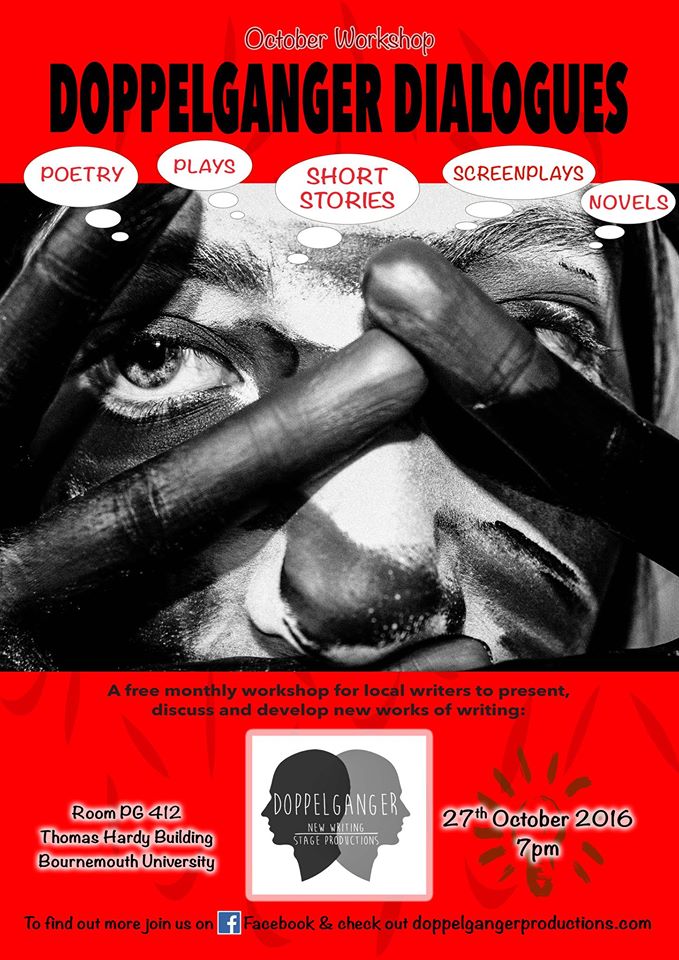 October Workshop
DOPPELGANGER DIALOGUES
POETRY
PLAYS
SHORT
STORIES
SCREENPLAYS
NOVELS
A free monthly workshop for local writers to present,
discuss and develop new works of writing:
DOPPELGANGER
NEW WRITING
STAGE PRODUCTIONS
Room PG 412
Thomas Hardy Building
Bournemouth University
27th October 2016
7pm
To find out more join us on f Facebook & check out doppelgangerproductions.com